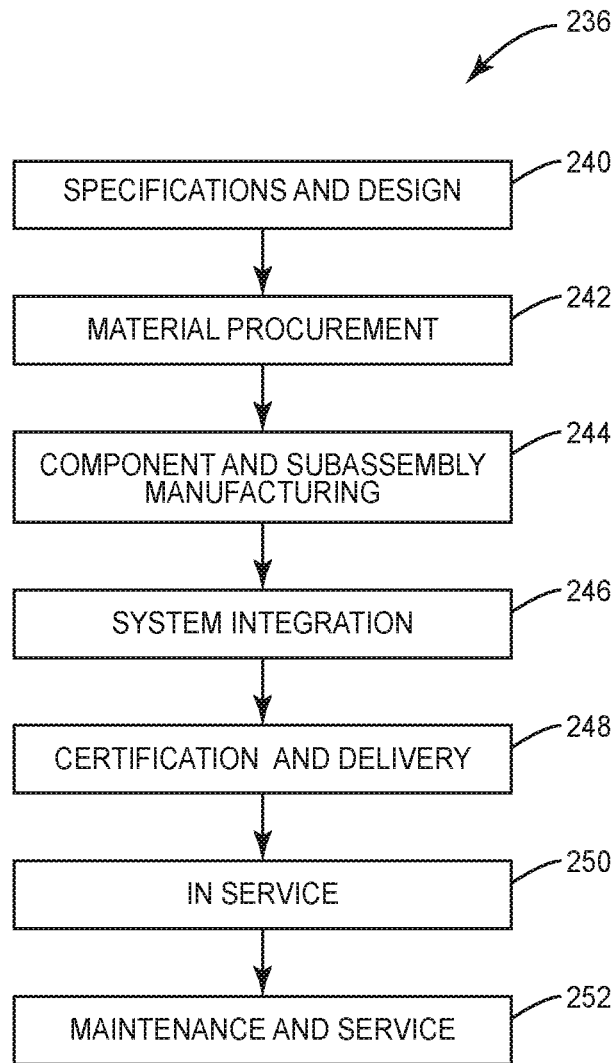 236
SPECIFICATIONS AND DESIGN
240
MATERIAL PROCUREMENT
242
COMPONENT AND SUBASSEMBLY
MANUFACTURING
244
SYSTEM INTEGRATION
246
CERTIFICATION AND DELIVERY
248
IN SERVICE
250
MAINTENANCE AND SERVICE
252